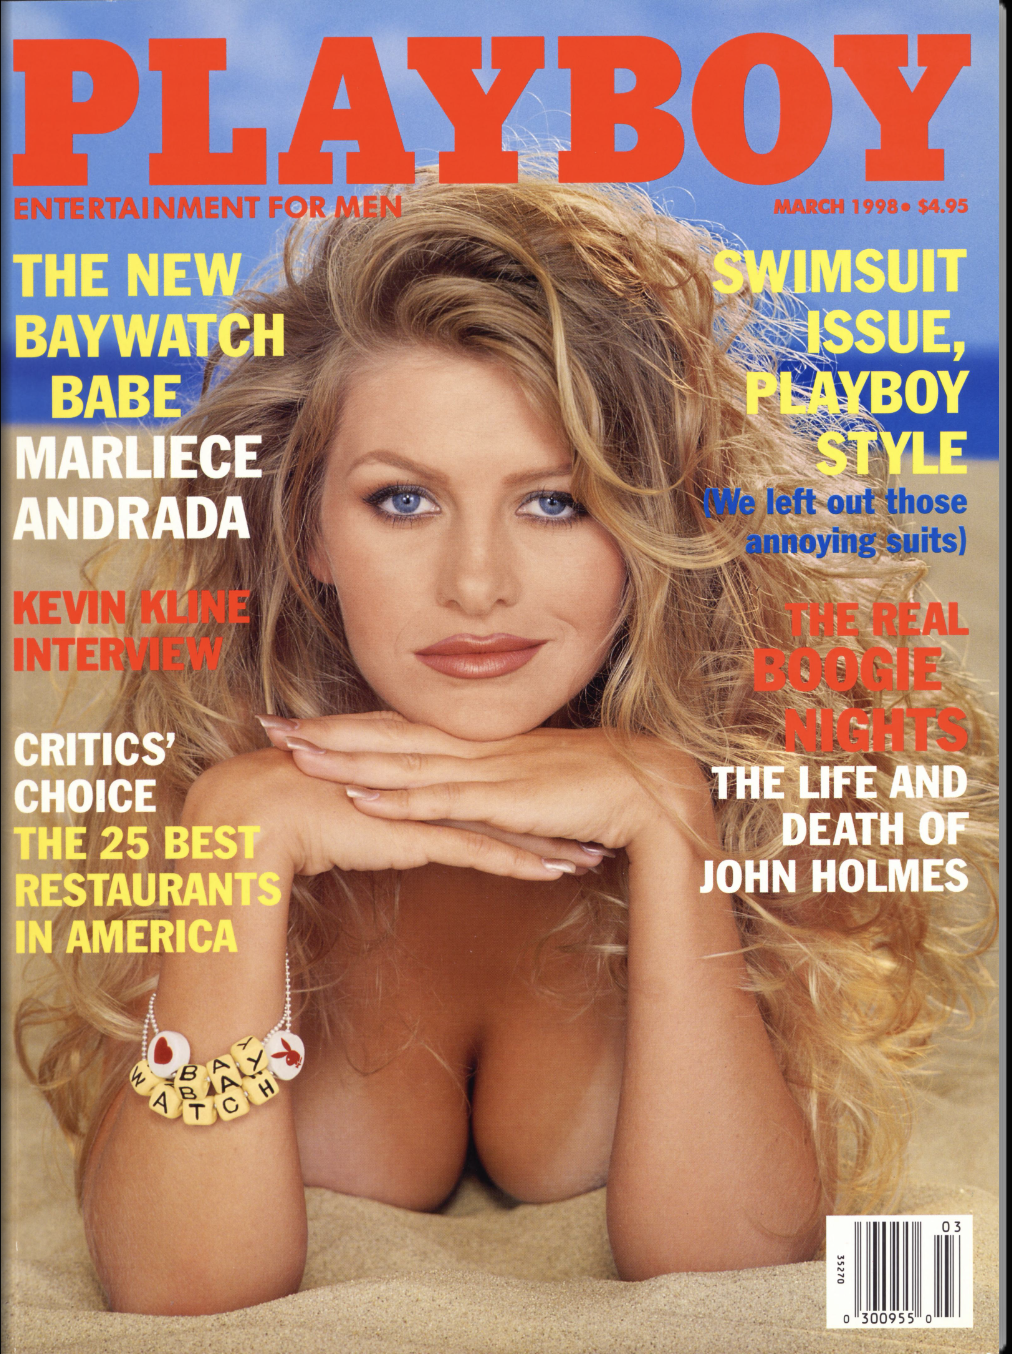 PLAYBOY
ENTERTAINMENT FOR MEN
MARCH 1998• $4.95
THE NEW
BAYWATCH
BABE
MARLIECE
ANDRADA
KEVIN KLINE
INTERVIEW
CRITICS'
CHOICE
THE 25 BEST
RESTAURANTS
IN AMERICA
SWIMSUIT
ISSUE,
PLAYBOY
STYLE
(We left out those
annoying suits)
THE REAL
BOOGIE
NIGHTS
THE LIFE AND
DEATH OF
JOHN HOLMES
BAY
WATCH
BABY
03
35270
0 300955 0